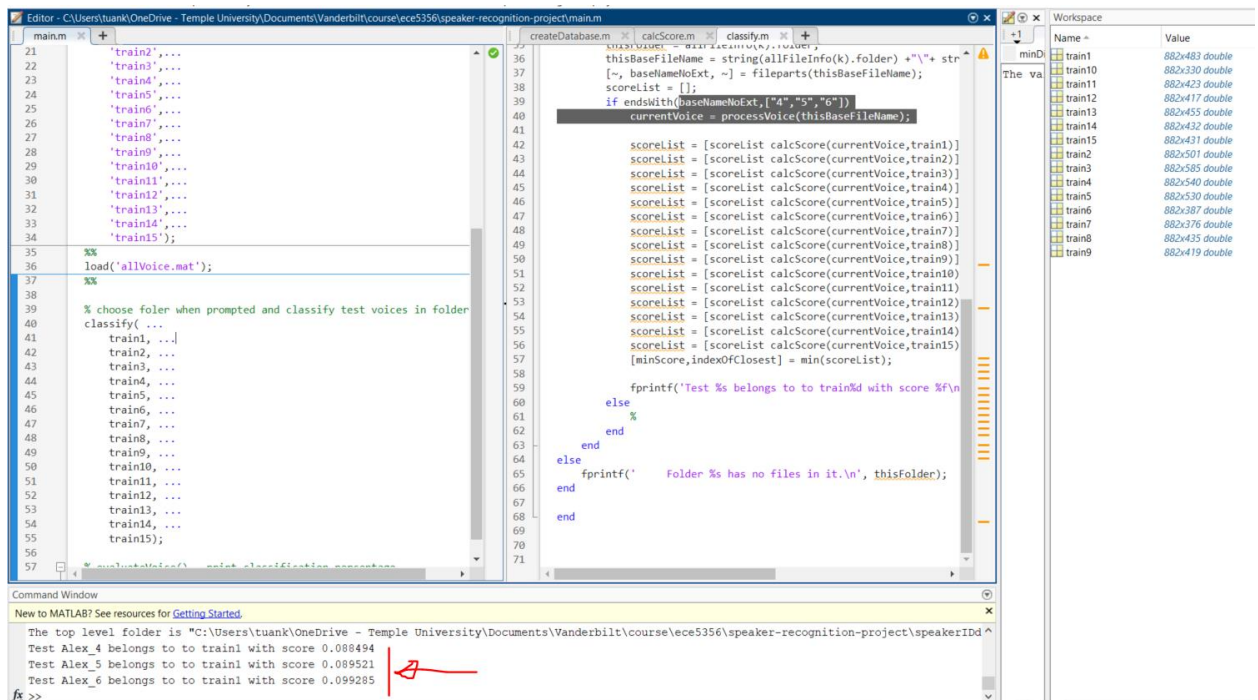 Editor - C:\Users\tuank\OneDrive - Temple University\Documents\Vanderbilt\course\ece5356\speaker-recognition-project\main.m
main.m
21 'train2',...
22 'train3',...
23 'train4',...
24 'train5',...
25 'train6',...
26 'train7',...
27 'train8',...
28 'train9',...
29 'train10',...
30 'train11',...
31 'train12',...
32 'train13',...
33 'train14',...
34 'train15');
35 %%
36 load('allVoice.mat');
37 %%
38
39 % choose foler when prompted and classify test voices in folder
40 classify( ...
41 train1, ...
42 train2, ...
43 train3, ...
44 train4, ...
45 train5, ...
46 train6, ...
47 train7, ...
48 train8, ...
49 train9, ...
50 train10, ...
51 train11, ...
52 train12, ...
53 train13, ...
54 train14, ...
55 train15);
56
57
createDatabase.m calcScore.m classify.m
36 thisBaseFileName = string(allFileInfo(k).folder) +"\"+ str
37 [~, baseNameNoExt, ~] = fileparts(thisBaseFileName);
38 scoreList = [];
39 if endsWith(baseNameNoExt,["4","5","6"])
40 currentVoice = processVoice(thisBaseFileName);
41
42 scoreList = [scoreList calcScore(currentVoice,train1)]
43 scoreList = [scoreList calcScore(currentVoice,train2)]
44 scoreList = [scoreList calcScore(currentVoice,train3)]
45 scoreList = [scoreList calcScore(currentVoice,train4)]
46 scoreList = [scoreList calcScore(currentVoice,train5)]
47 scoreList = [scoreList calcScore(currentVoice,train6)]
48 scoreList = [scoreList calcScore(currentVoice,train7)]
49 scoreList = [scoreList calcScore(currentVoice,train8)]
50 scoreList = [scoreList calcScore(currentVoice,train9)]
51 scoreList = [scoreList calcScore(currentVoice,train10)
52 scoreList = [scoreList calcScore(currentVoice,train11)
53 scoreList = [scoreList calcScore(currentVoice,train12)
54 scoreList = [scoreList calcScore(currentVoice,train13)
55 scoreList = [scoreList calcScore(currentVoice,train14)
56 scoreList = [scoreList calcScore(currentVoice,train15)
57 [minScore,indexOfClosest] = min(scoreList);
58
59 fprintf('Test %s belongs to to train%d with score %f\n
60 else
61 %
62 end
63 end
64 else
65 fprintf(' Folder %s has no files in it.\n', thisFolder);
66 end
67
68 end
69
70
71
+1
minDi
The va
Workspace
Name Value
train1 882x483 double
train10 882x330 double
train11 882x423 double
train12 882x417 double
train13 882x455 double
train14 882x432 double
train15 882x431 double
train2 882x501 double
train3 882x585 double
train4 882x540 double
train5 882x530 double
train6 882x387 double
train7 882x376 double
train8 882x435 double
train9 882x419 double
Command Window
New to MATLAB? See resources for Getting Started.
The top level folder is "C:\Users\tuank\OneDrive - Temple University\Documents\Vanderbilt\course\ece5356\speaker-recognition-project\speakerIDd
Test Alex_4 belongs to to train1 with score 0.088494
Test Alex_5 belongs to to train1 with score 0.089521
Test Alex_6 belongs to to train1 with score 0.099285
fx >>